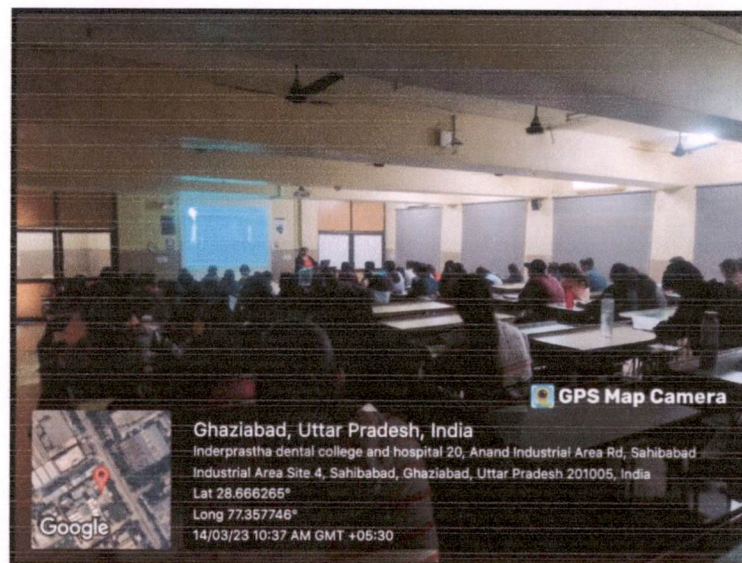 GPS Map Camera
Ghaziabad, Uttar Pradesh, India
Inderprastha dental college and hospital 20, Anand Industrial Area Rd, Sahibabad
Industrial Area Site 4, Sahibabad, Ghaziabad, Uttar Pradesh 201005, India
Lat 28.666265°
Long 77.357746°
14/03/23 10:37 AM GMT +05:30
Google